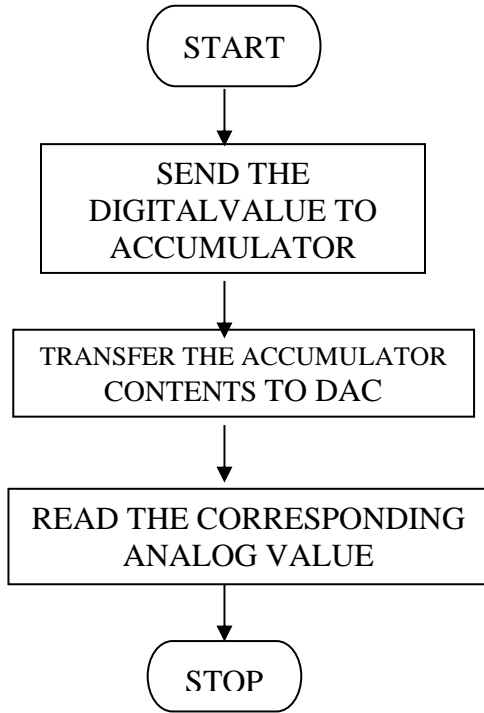 START
SEND THE
DIGITALVALUE TO
ACCUMULATOR
TRANSFER THE ACCUMULATOR
CONTENTS TO DAC
READ THE CORRESPONDING
ANALOG VALUE
STOP